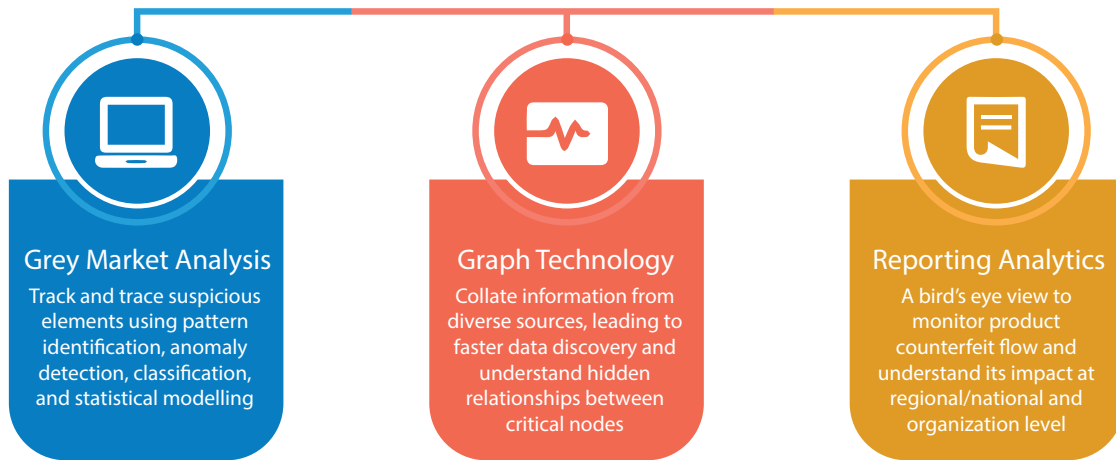 Grey Market Analysis
Track and trace suspicious
elements using pattern
identification, anomaly
detection, classification,
and statistical modelling
Graph Technology
Collate information from
diverse sources, leading to
faster data discovery and
understand hidden
relationships between
critical nodes
Reporting Analytics
A bird’s eye view to
monitor product
counterfeit flow and
understand its impact at
regional/national and
organization level